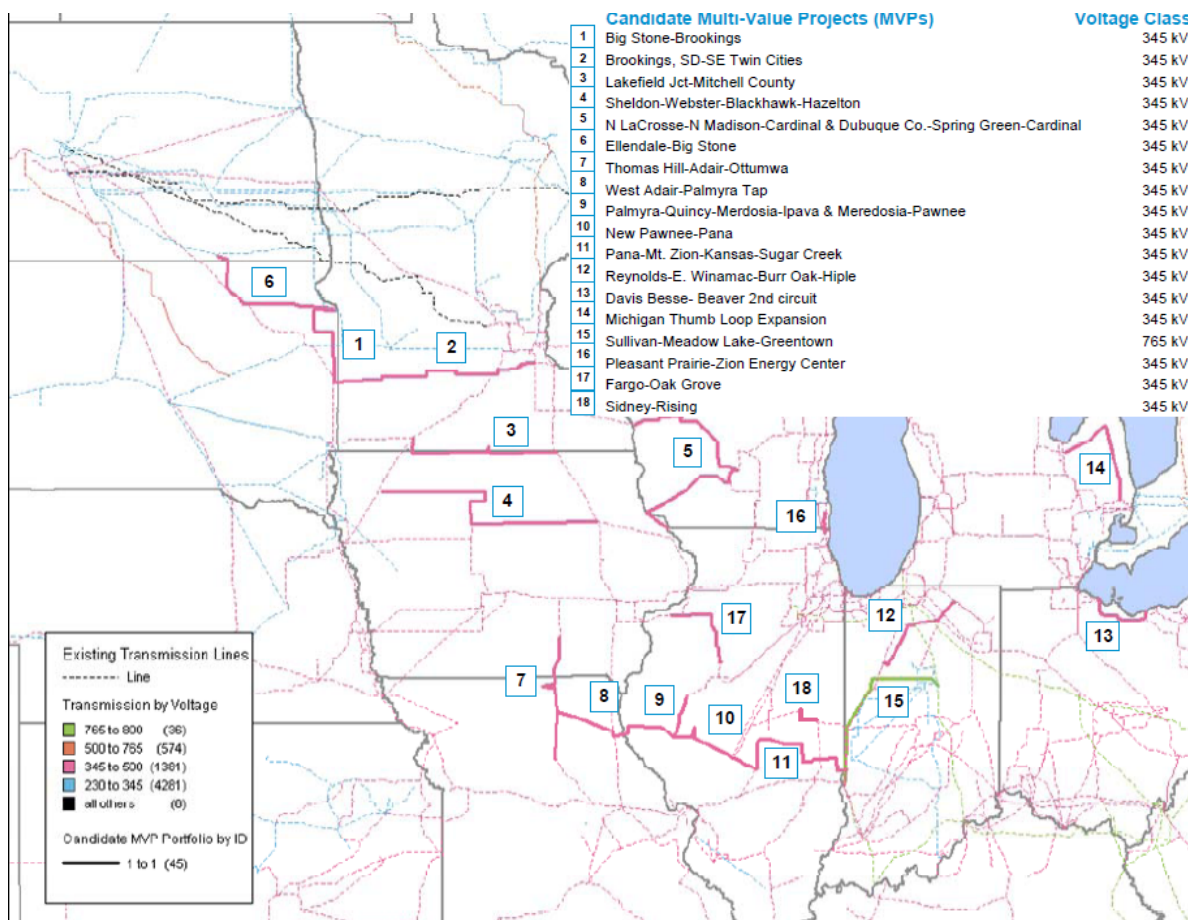 Candidate Multi-Value Projects (MVPs) Voltage Class
1 Big Stone-Brookings 345 kV
2 Brookings, SD-SE Twin Cities 345 kV
3 Lakefield Jct-Mitchell County 345 kV
4 Sheldon-Webster-Blackhawk-Hazelton 345 kV
5 N LaCrosse-N Madison-Cardinal & Dubuque Co.-Spring Green-Cardinal 345 kV
6 Ellendale-Big Stone 345 kV
7 Thomas Hill-Adair-Ottumwa 345 kV
8 West Adair-Palmyra Tap 345 kV
9 Palmyra-Quincy-Merdosia-Ipava & Meredosia-Pawnee 345 kV
10 New Pawnee-Pana 345 kV
11 Pana-Mt. Zion-Kansas-Sugar Creek 345 kV
12 Reynolds-E. Winamac-Burr Oak-Hiple 345 kV
13 Davis Besse- Beaver 2nd circuit 345 kV
14 Michigan Thumb Loop Expansion 345 kV
15 Sullivan-Meadow Lake-Greentown 765 kV
16 Pleasant Prairie-Zion Energy Center 345 kV
17 Fargo-Oak Grove 345 kV
18 Sidney-Rising 345 kV
6
1
2
3
5
14
4
16
17
12
13
7
8
9
18
15
10
11
Existing Transmission Lines
Line
Transmission by Voltage
765 to 800 (36)
500 to 765 (574)
345 to 500 (1381)
230 to 345 (4281)
all others (0)
Candidate MVP Portfolio by ID
1 to 1 (45)